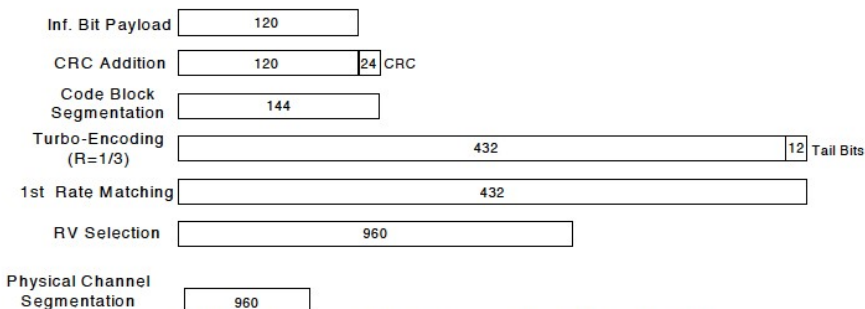 Inf. Bit Payload 120
CRC Addition 120 24 CRC
Code Block
Segmentation 144
Turbo-Encoding
(R=1/3) 432 12 Tail Bits
1st Rate Matching 432
RV Selection 960
Physical Channel
Segmentation 960